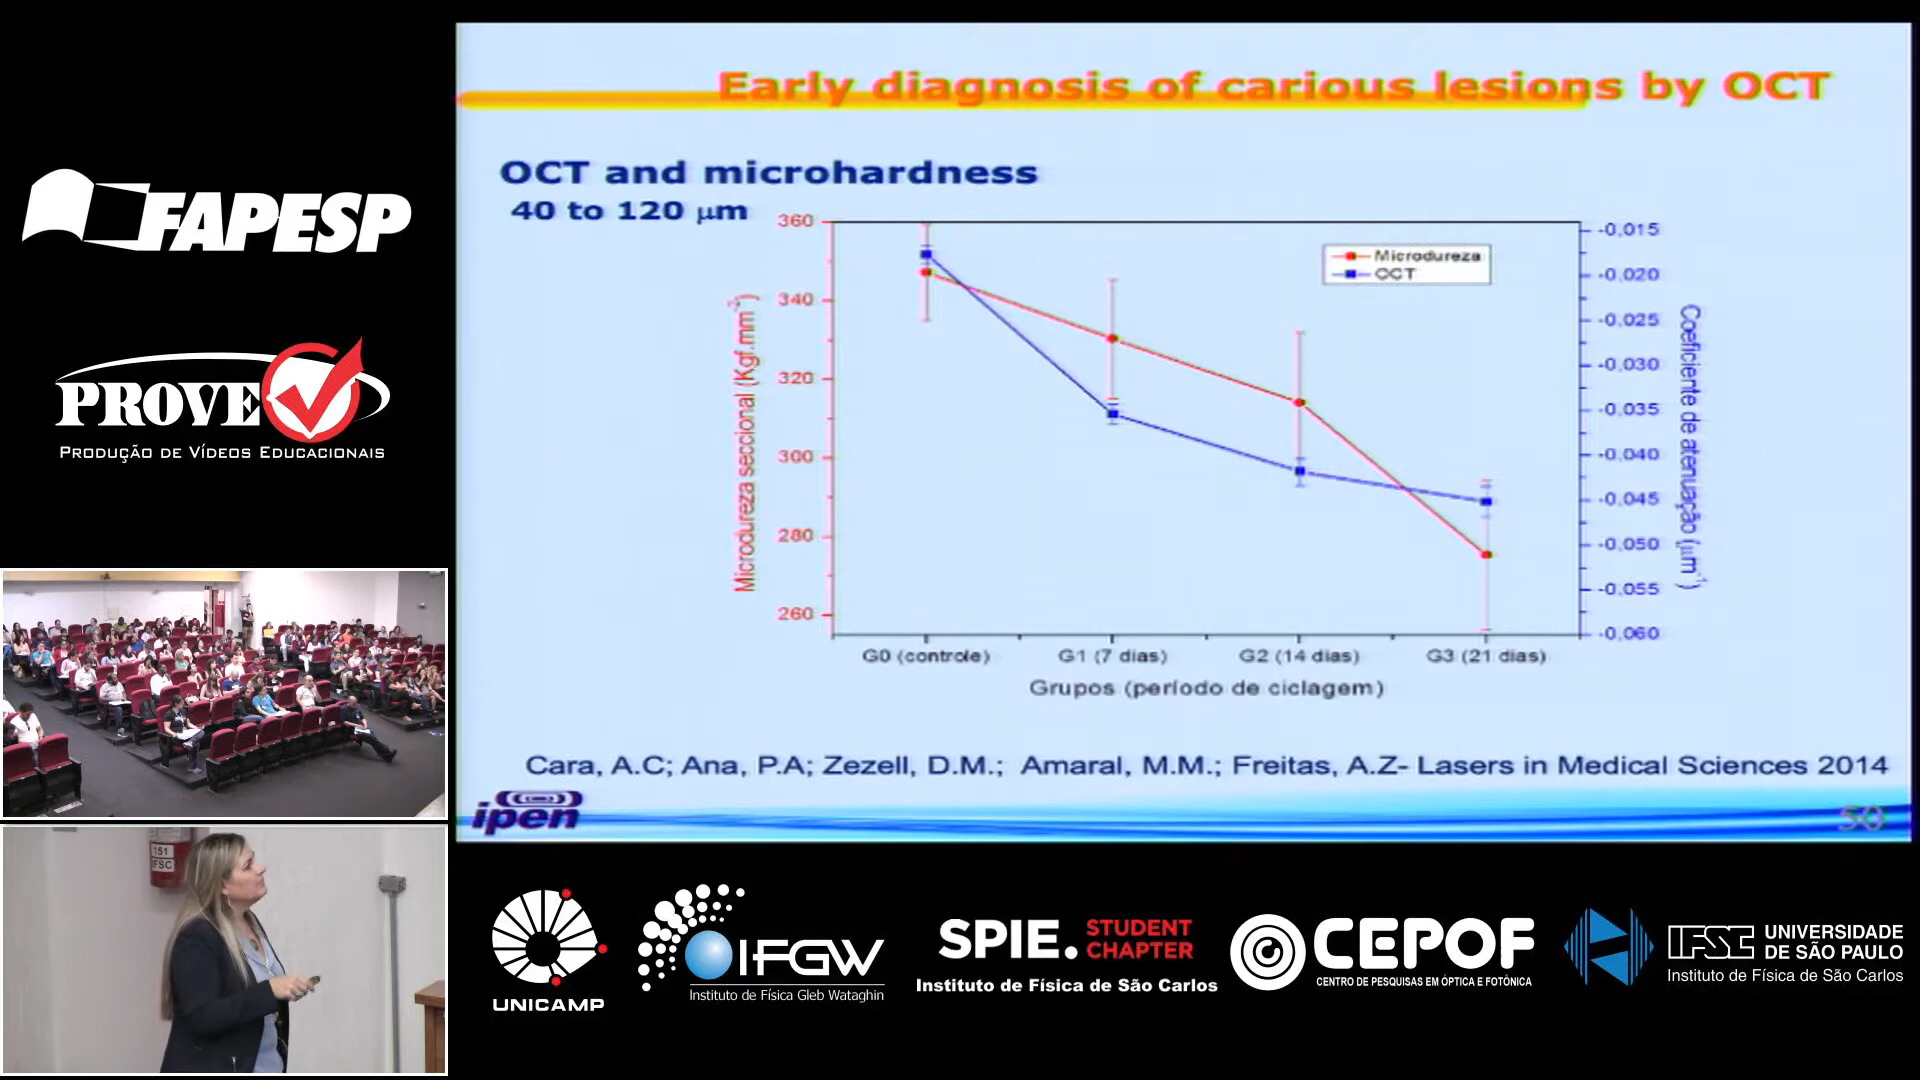 Early diagnosis of carious lesions by OCT
OCT and microhardness
40 to 120 µm
360
340
320
300
280
260
Microdureza seccional (Kgf.mm⁻²)
Microdureza
OCT
-0,015
-0,020
-0,025
-0,030
-0,035
-0,040
-0,045
-0,050
-0,055
-0,060
Coeficiente de atenuação (µm⁻¹)
G0 (controle) G1 (7 dias) G2 (14 dias) G3 (21 dias)
Grupos (período de ciclagem)
Cara, A.C; Ana, P.A; Zezell, D.M.; Amaral, M.M.; Freitas, A.Z- Lasers in Medical Sciences 2014
ipen
50
FAPESP
PROVE
PRODUÇÃO DE VÍDEOS EDUCACIONAIS
151
IFSC
UNICAMP
IFGW
Instituto de Física Gleb Wataghin
SPIE. STUDENT
CHAPTER
Instituto de Física de São Carlos
CEPOF
CENTRO DE PESQUISAS EM ÓPTICA E FOTÔNICA
IFSC UNIVERSIDADE
DE SÃO PAULO
Instituto de Física de São Carlos